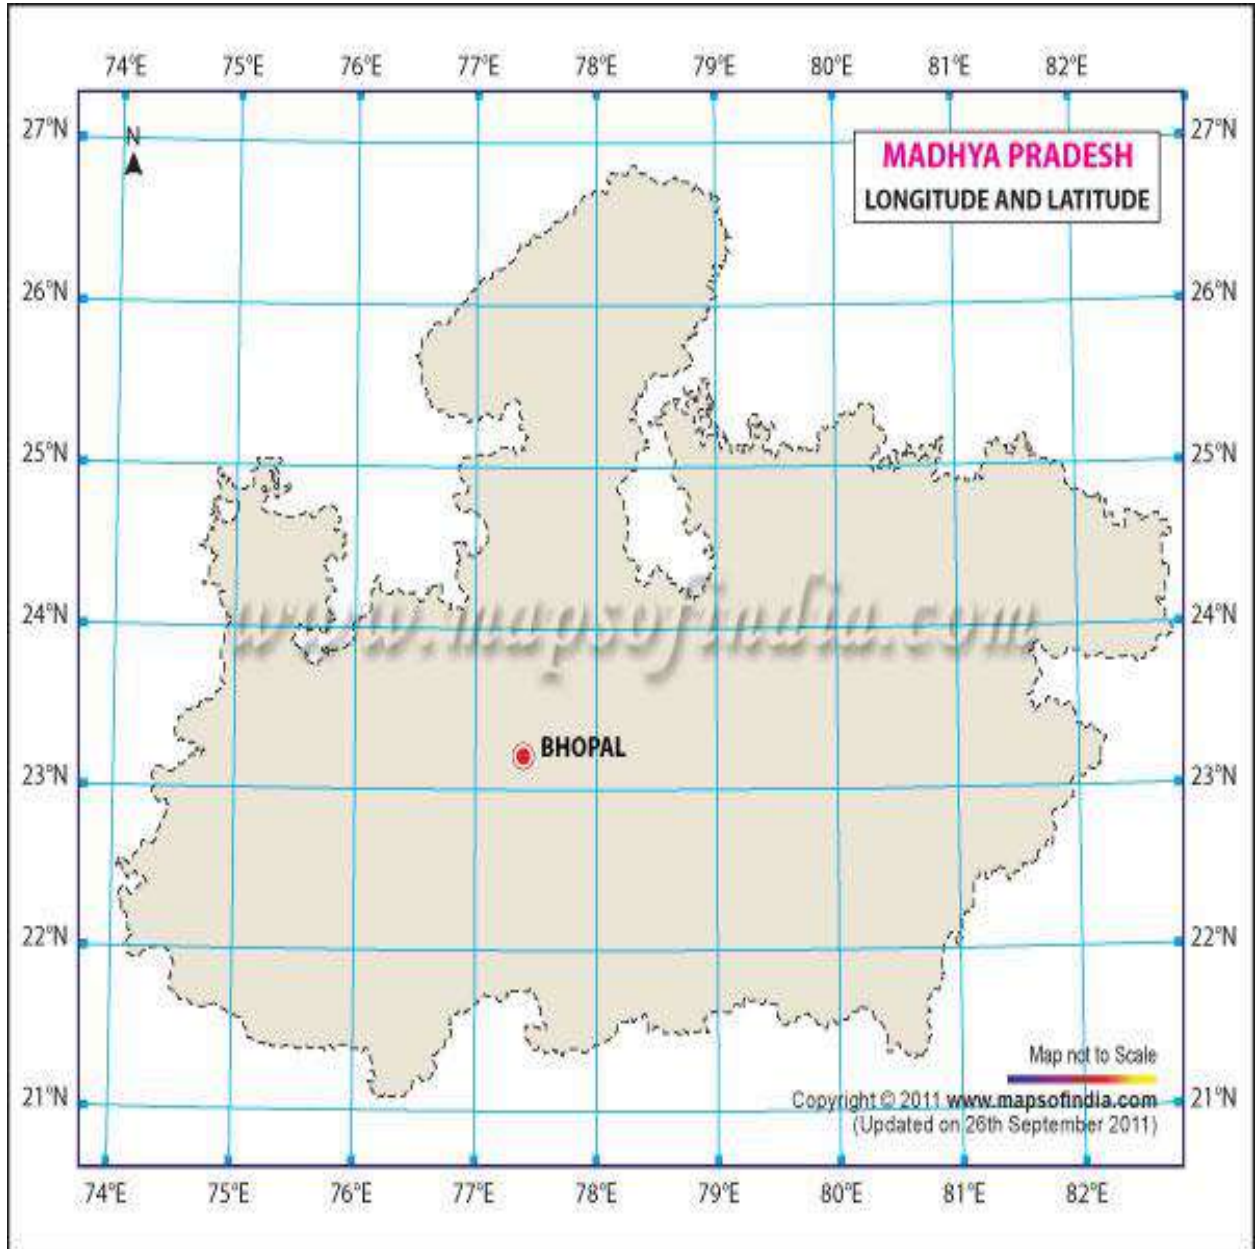 74°E 75°E 76°E 77°E 78°E 79°E 80°E 81°E 82°E
27°N 27°N
N
MADHYA PRADESH
LONGITUDE AND LATITUDE
26°N 26°N
25°N 25°N
24°N 24°N
www.mapsofindia.com
BHOPAL
23°N 23°N
22°N 22°N
Map not to Scale
21°N 21°N
Copyright © 2011 www.mapsofindia.com
(Updated on 26th September 2011)
74°E 75°E 76°E 77°E 78°E 79°E 80°E 81°E 82°E